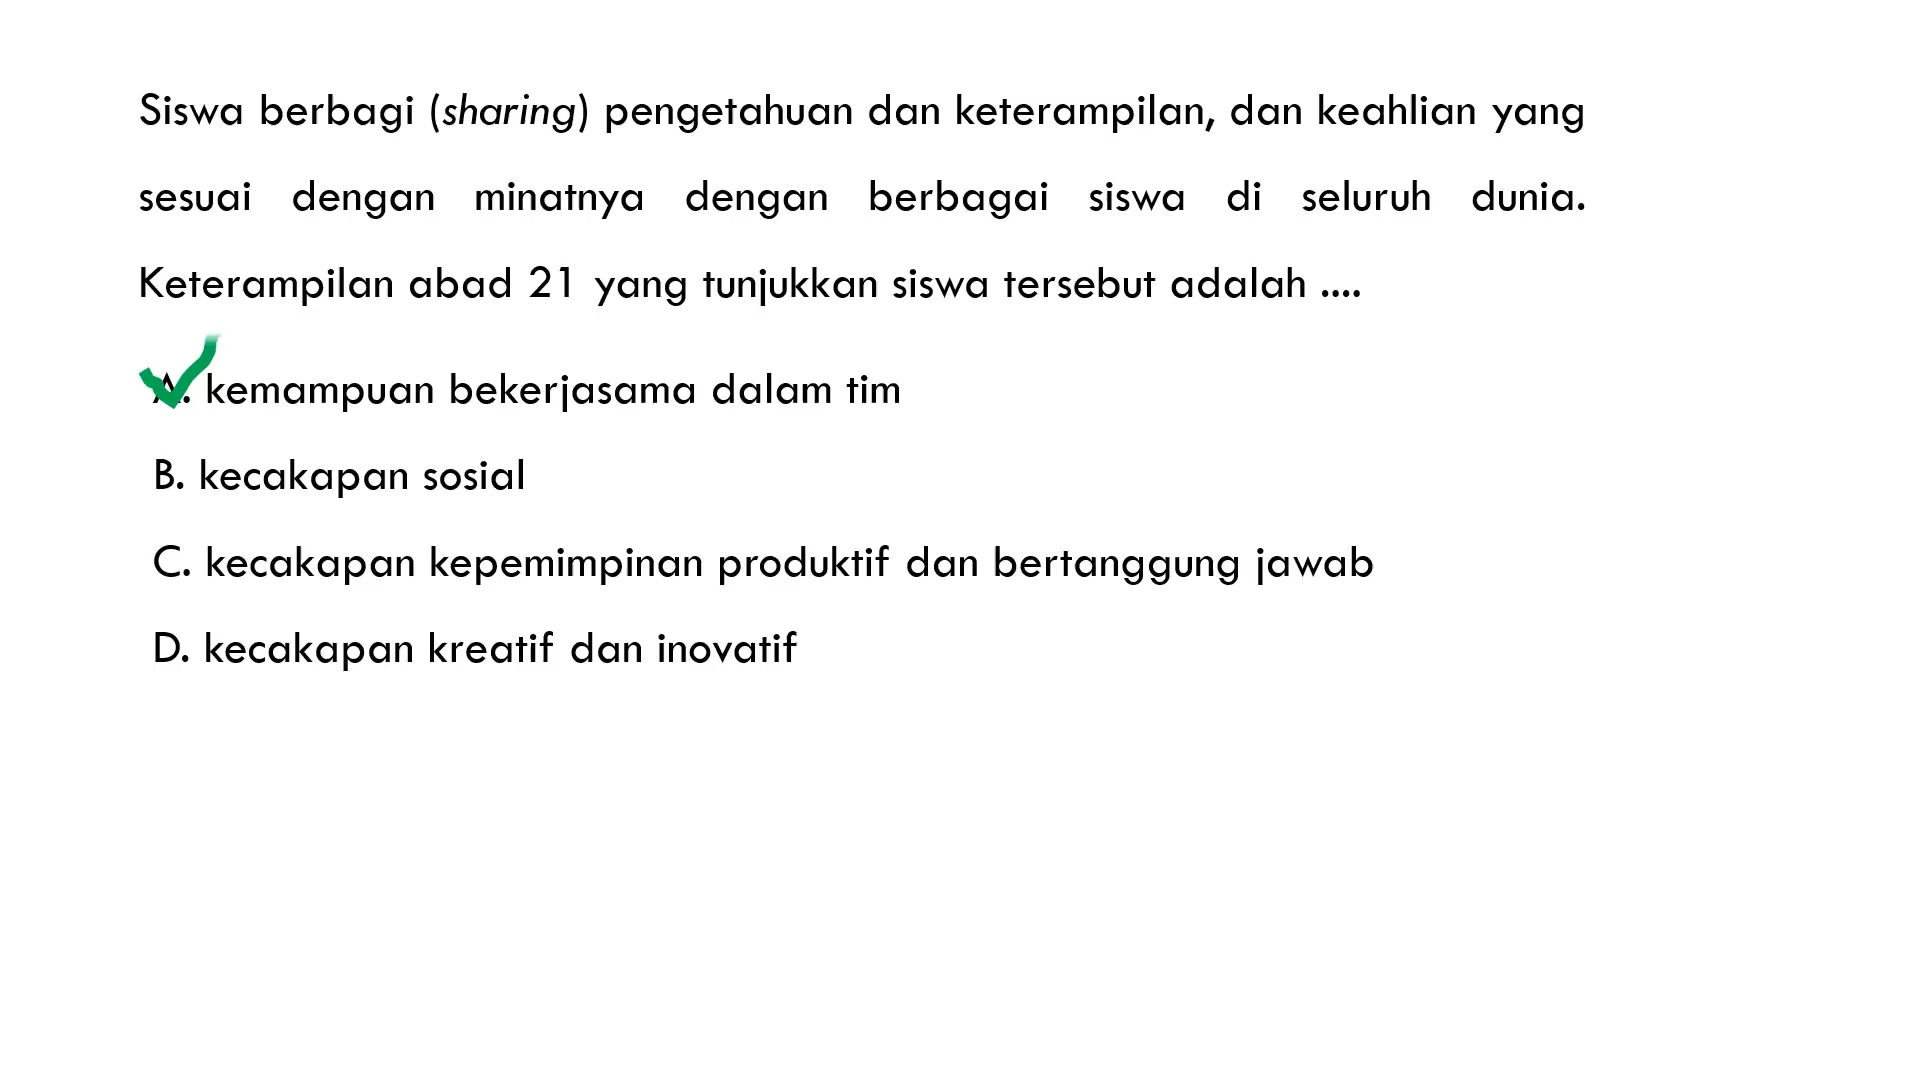 Siswa berbagi (sharing) pengetahuan dan keterampilan, dan keahlian yang
sesuai dengan minatnya dengan berbagai siswa di seluruh dunia.
Keterampilan abad 21 yang tunjukkan siswa tersebut adalah ....
A. kemampuan bekerjasama dalam tim
B. kecakapan sosial
C. kecakapan kepemimpinan produktif dan bertanggung jawab
D. kecakapan kreatif dan inovatif